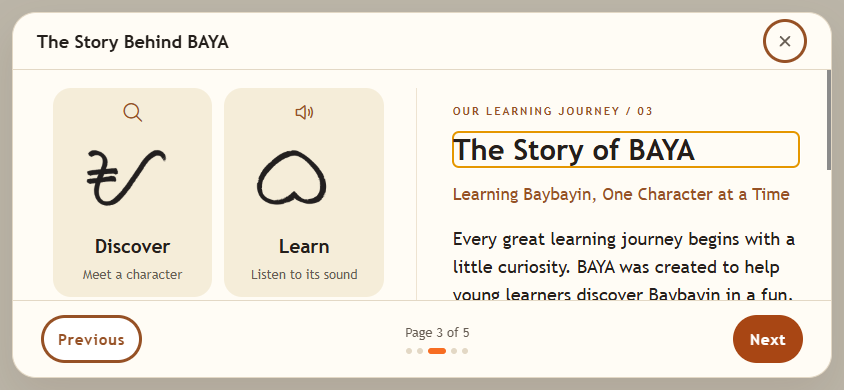 The Story Behind BAYA
ᜊ
Discover
Learn
Meet a character
Listen to its sound
OUR LEARNING JOURNEY / 03
The Story of BAYA
Learning Baybayin, One Character at a Time
Every great learning journey begins with a
little curiosity. BAYA was created to help
young learners discover Baybayin in a fun,
Previous
Page 3 of 5
Next